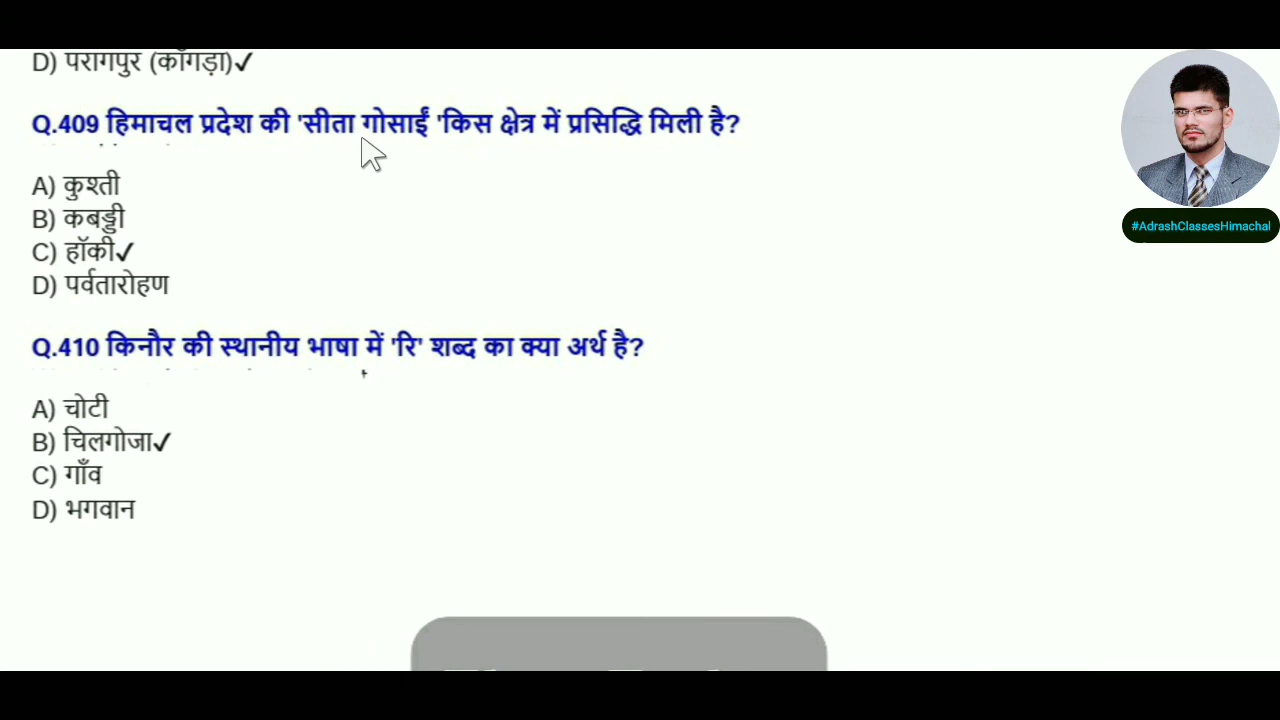 D) परागपुर (काँगड़ा)✓
Q.409 हिमाचल प्रदेश की 'सीता गोसाईं 'किस क्षेत्र में प्रसिद्धि मिली है?
#AdrashClassesHimachal
A) कुश्ती
B) कबड्डी
C) हॉकी✓
D) पर्वतारोहण
Q.410 किनौर की स्थानीय भाषा में 'रि' शब्द का क्या अर्थ है?
A) चोटी
B) चिलगोजा✓
C) गाँव
D) भगवान